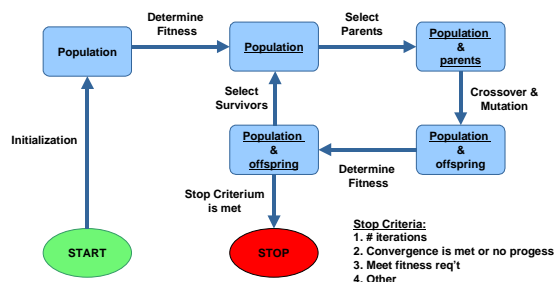 Determine
Fitness
Select
Parents
Population
Population
Population
&
parents
Select
Survivors
Crossover &
Mutation
Initialization
Population
&
offspring
Population
&
offspring
Determine
Fitness
Stop Criterium
is met
START
STOP
Stop Criteria:
1. # iterations
2. Convergence is met or no progess
3. Meet fitness req't
4. Other